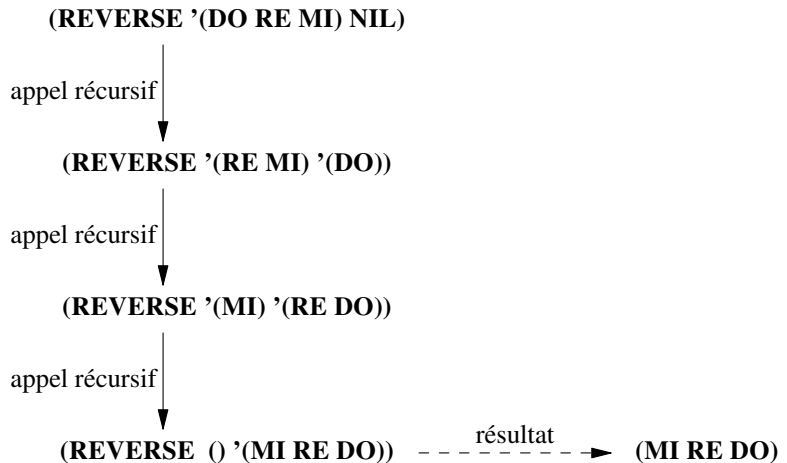 (REVERSE ’(DO RE MI) NIL)
appel récursif
(REVERSE ’(RE MI) ’(DO))
appel récursif
(REVERSE ’(MI) ’(RE DO))
appel récursif
(REVERSE () ’(MI RE DO)) résultat (MI RE DO)